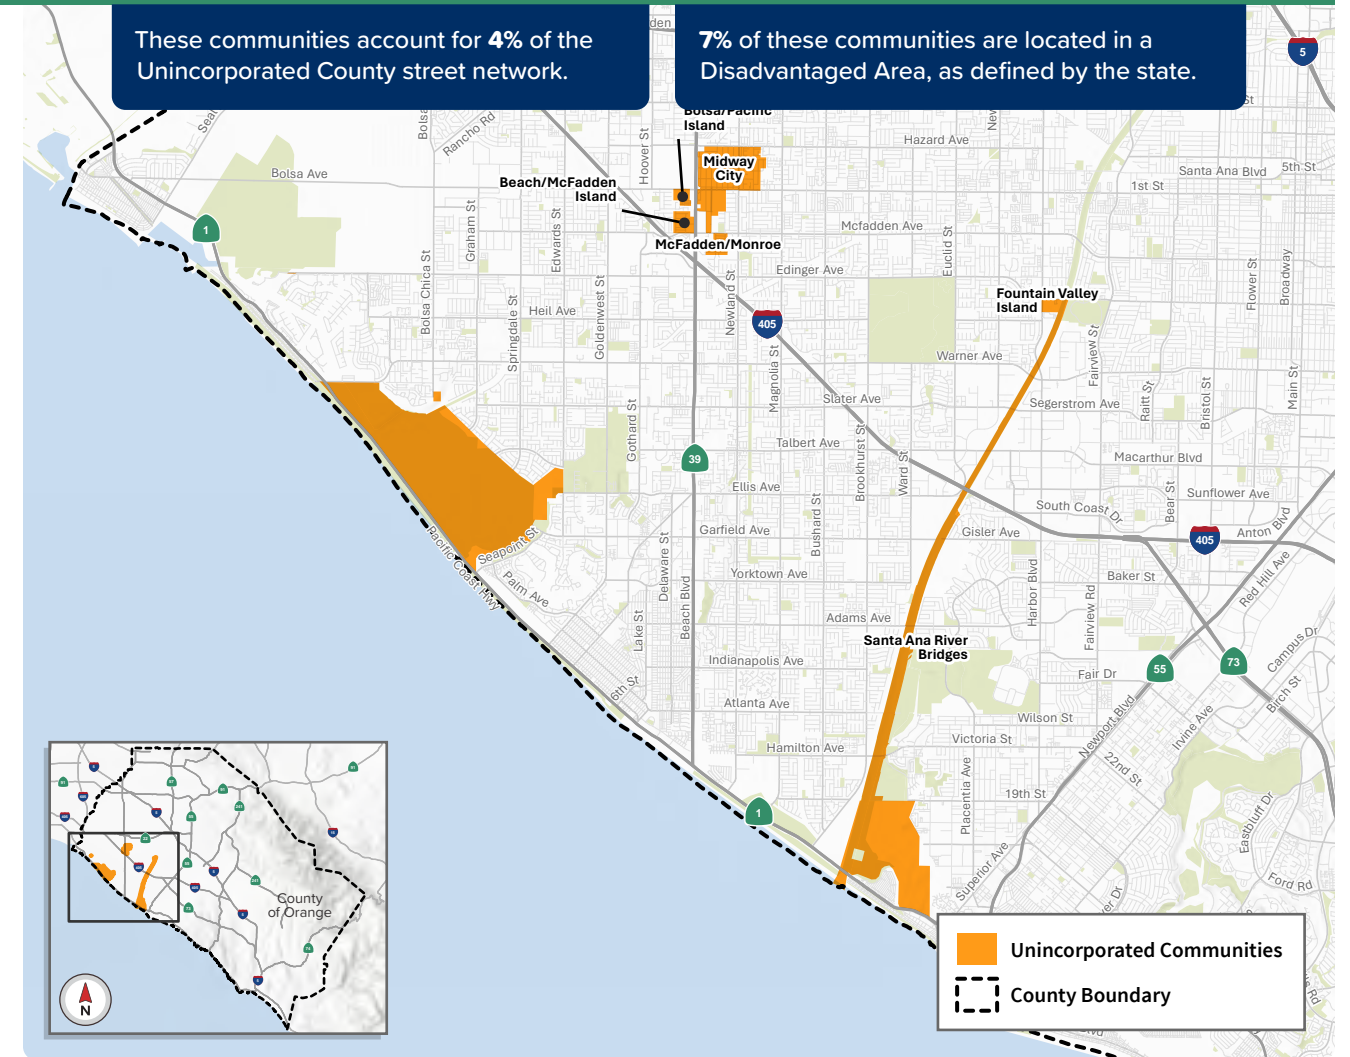 These communities account for 4% of the
Unincorporated County street network.
7% of these communities are located in a
Disadvantaged Area, as defined by the state.
5
Bolsa/Pacific
Island
Hazard Ave
Rancho Rd
Hoover St
Midway
City
Santa Ana Blvd
5th St
1st St
Bolsa Ave
Beach/McFadden
Island
1
Graham St
Edwards St
Mcfadden Ave
Euclid St
McFadden/Monroe
Bolsa Chica St
Edinger Ave
Flower St
Broadway
Goldenwest St
Newland St
Fountain Valley
Island
Springdale St
Heil Ave
405
Fairview St
Warner Ave
Magnolia St
Main St
Raitt St
Bristol St
Slater Ave
Segerstrom Ave
Gothard St
Talbert Ave
Brookhurst St
Ward St
39
Macarthur Blvd
Ellis Ave
Bear St
Sunflower Ave
South Coast Dr
Bushard St
Garfield Ave
Gisler Ave
Anton Blvd
405
Pacific Coast Hwy
Seapoint St
Delaware St
Yorktown Ave
Harbor Blvd
Baker St
Red Hill Ave
Palm Ave
Beach Blvd
Fairview Rd
Lake St
Adams Ave
Campus Dr
Santa Ana River
Bridges
Indianapolis Ave
55
73
Fair Dr
6th St
Birch St
Atlanta Ave
Newport Blvd
Wilson St
Irvine Ave
Hamilton Ave
Victoria St
22nd St
Placentia Ave
19th St
1
Eastbluff Dr
Superior Ave
Ford Rd
County
of Orange
N
Unincorporated Communities
County Boundary